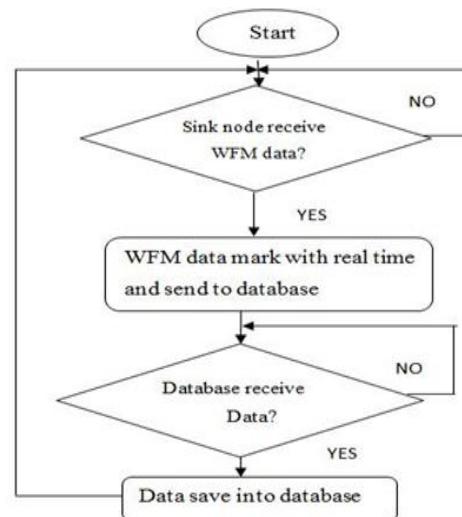 Start
NO
Sink node receive
WFM data?
YES
WFM data mark with real time
and send to database
NO
Database receive
Data?
YES
Data save into database